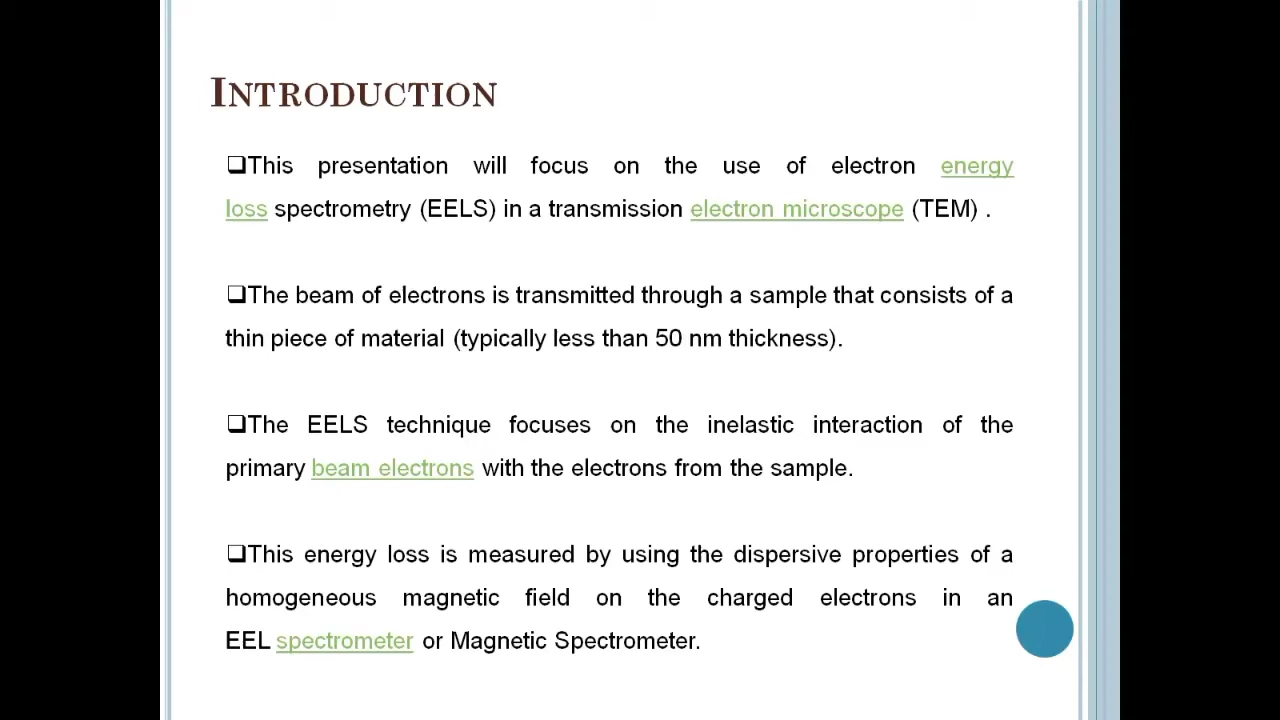 INTRODUCTION
❑This presentation will focus on the use of electron energy
loss spectrometry (EELS) in a transmission electron microscope (TEM) .
❑The beam of electrons is transmitted through a sample that consists of a
thin piece of material (typically less than 50 nm thickness).
❑The EELS technique focuses on the inelastic interaction of the
primary beam electrons with the electrons from the sample.
❑This energy loss is measured by using the dispersive properties of a
homogeneous magnetic field on the charged electrons in an
EEL spectrometer or Magnetic Spectrometer.